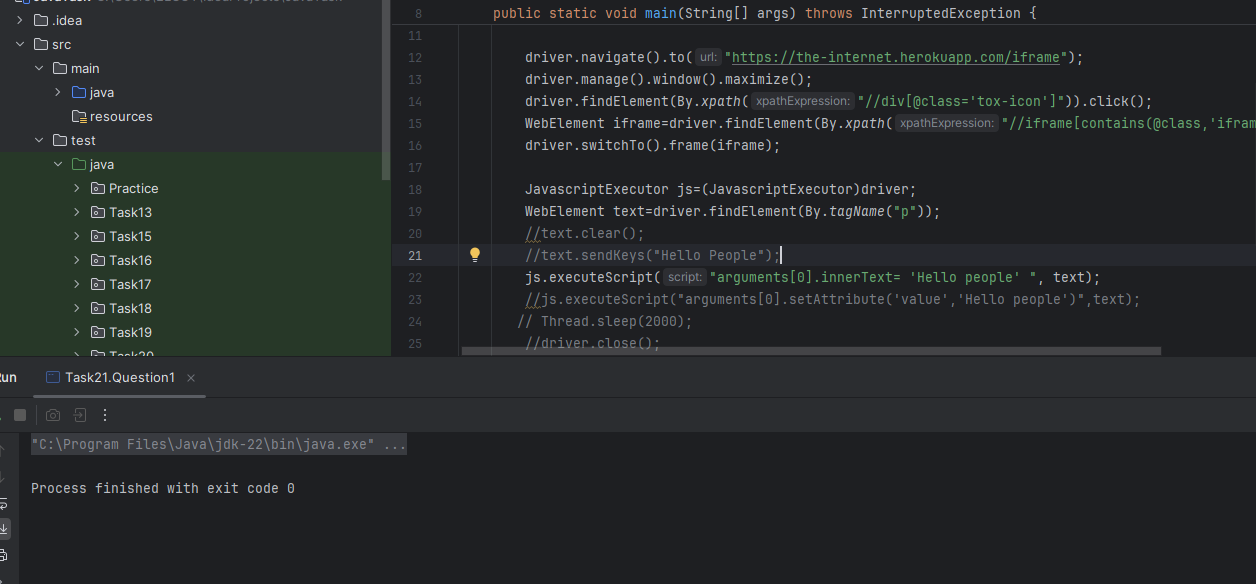 .idea
src
main
java
resources
test
java
Practice
Task13
Task15
Task16
Task17
Task18
Task19
Task20
8 public static void main(String[] args) throws InterruptedException {
11
12 driver.navigate().to( url: "https://the-internet.herokuapp.com/iframe");
13 driver.manage().window().maximize();
14 driver.findElement(By.xpath( xpathExpression: "//div[@class='tox-icon']")).click();
15 WebElement iframe=driver.findElement(By.xpath( xpathExpression: "//iframe[contains(@class,'ifram
16 driver.switchTo().frame(iframe);
17
18 JavascriptExecutor js=(JavascriptExecutor)driver;
19 WebElement text=driver.findElement(By.tagName("p"));
20 //text.clear();
21 //text.sendKeys("Hello People");
22 js.executeScript( script: "arguments[0].innerText= 'Hello people' ", text);
23 //js.executeScript("arguments[0].setAttribute('value','Hello people')",text);
24 // Thread.sleep(2000);
25 //driver.close();
Run Task21.Question1
"C:\Program Files\Java\jdk-22\bin\java.exe" ...
Process finished with exit code 0